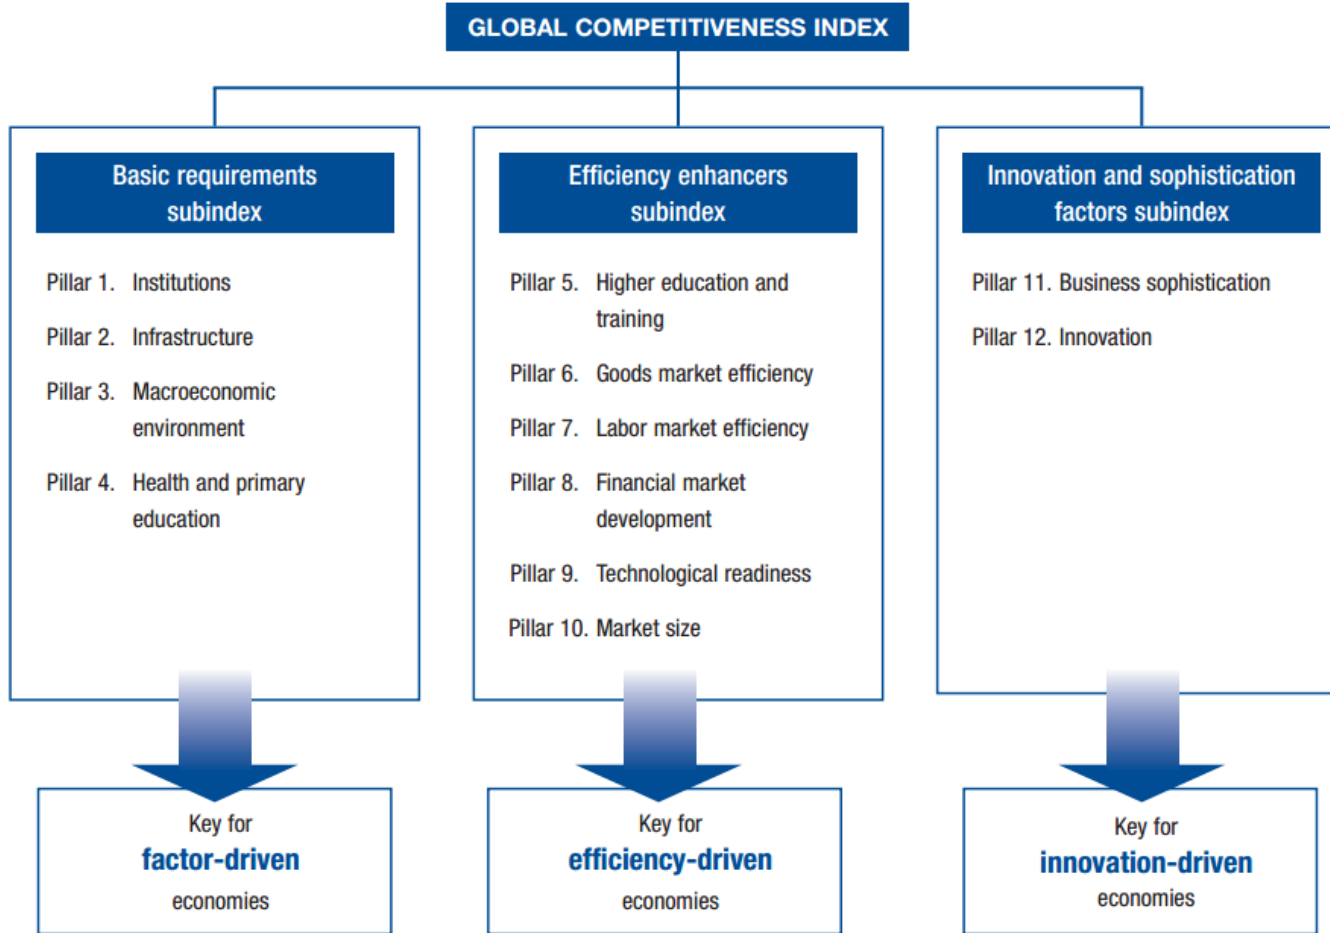 GLOBAL COMPETITIVENESS INDEX
Basic requirements
subindex
Pillar 1. Institutions
Pillar 2. Infrastructure
Pillar 3. Macroeconomic
environment
Pillar 4. Health and primary
education
Key for
factor-driven
economies
Efficiency enhancers
subindex
Pillar 5. Higher education and
training
Pillar 6. Goods market efficiency
Pillar 7. Labor market efficiency
Pillar 8. Financial market
development
Pillar 9. Technological readiness
Pillar 10. Market size
Key for
efficiency-driven
economies
Innovation and sophistication
factors subindex
Pillar 11. Business sophistication
Pillar 12. Innovation
Key for
innovation-driven
economies